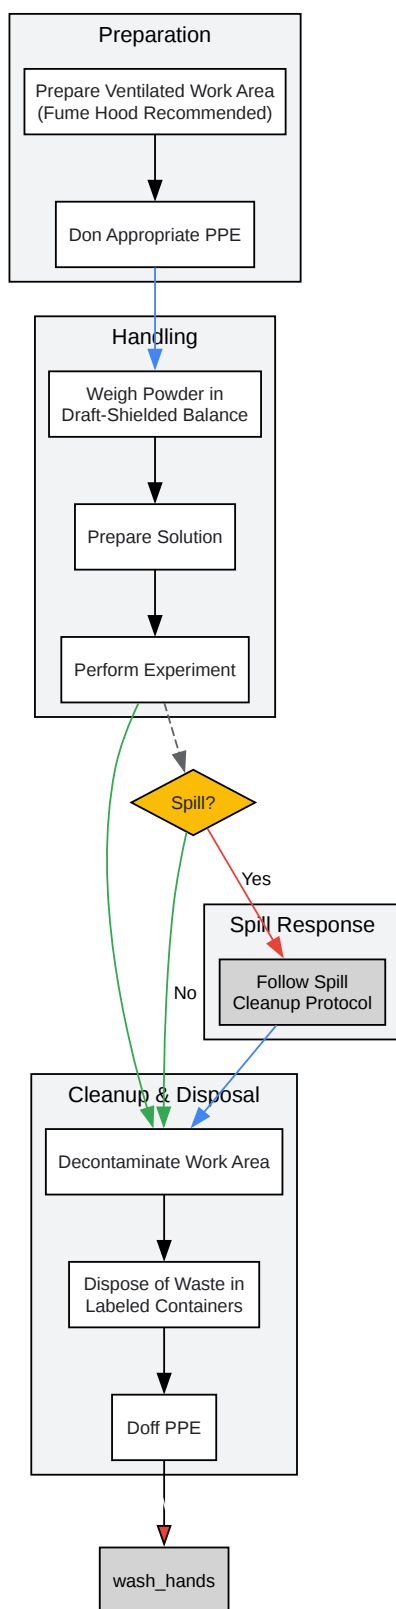 Preparation
Prepare Ventilated Work Area
(Fume Hood Recommended)
Don Appropriate PPE
Handling
Weigh Powder in
Draft-Shielded Balance
Prepare Solution
Perform Experiment
Spill?
Yes
Spill Response
Follow Spill
Cleanup Protocol
No
Cleanup & Disposal
Decontaminate Work Area
Dispose of Waste in
Labeled Containers
Doff PPE
wash_hands